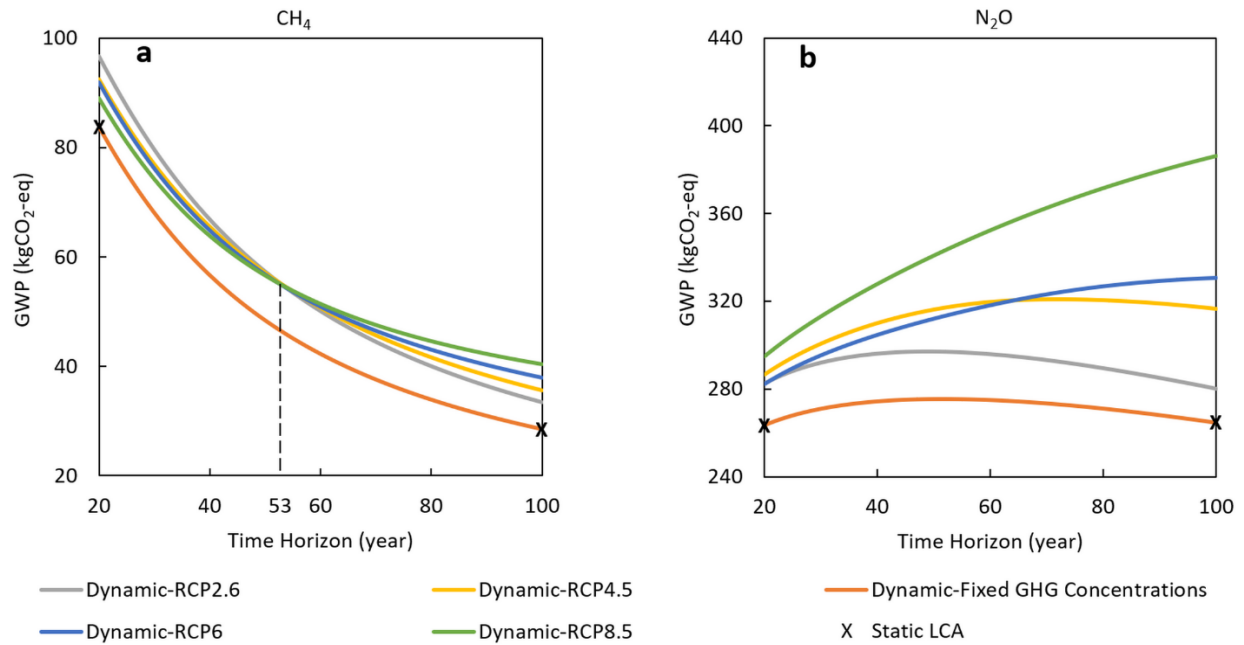 CH₄
a
100
80
60
40
20
GWP (kgCO₂-eq)
X
X
20
40
53
60
80
100
Time Horizon (year)
N₂O
b
440
400
360
320
280
240
GWP (kgCO₂-eq)
X
X
20
40
60
80
100
Time Horizon (year)
Dynamic-RCP2.6
Dynamic-RCP4.5
Dynamic-Fixed GHG Concentrations
Dynamic-RCP6
Dynamic-RCP8.5
X Static LCA